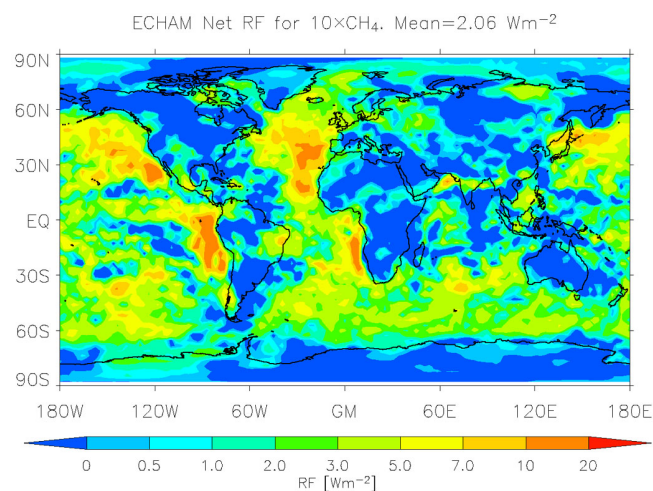 ECHAM Net RF for 10×CH₄. Mean=2.06 Wm⁻²
90N
60N
30N
EQ
30S
60S
90S
180W 120W 60W GM 60E 120E 180E
0 0.5 1.0 2.0 3.0 5.0 7.0 10 20
RF [Wm⁻²]